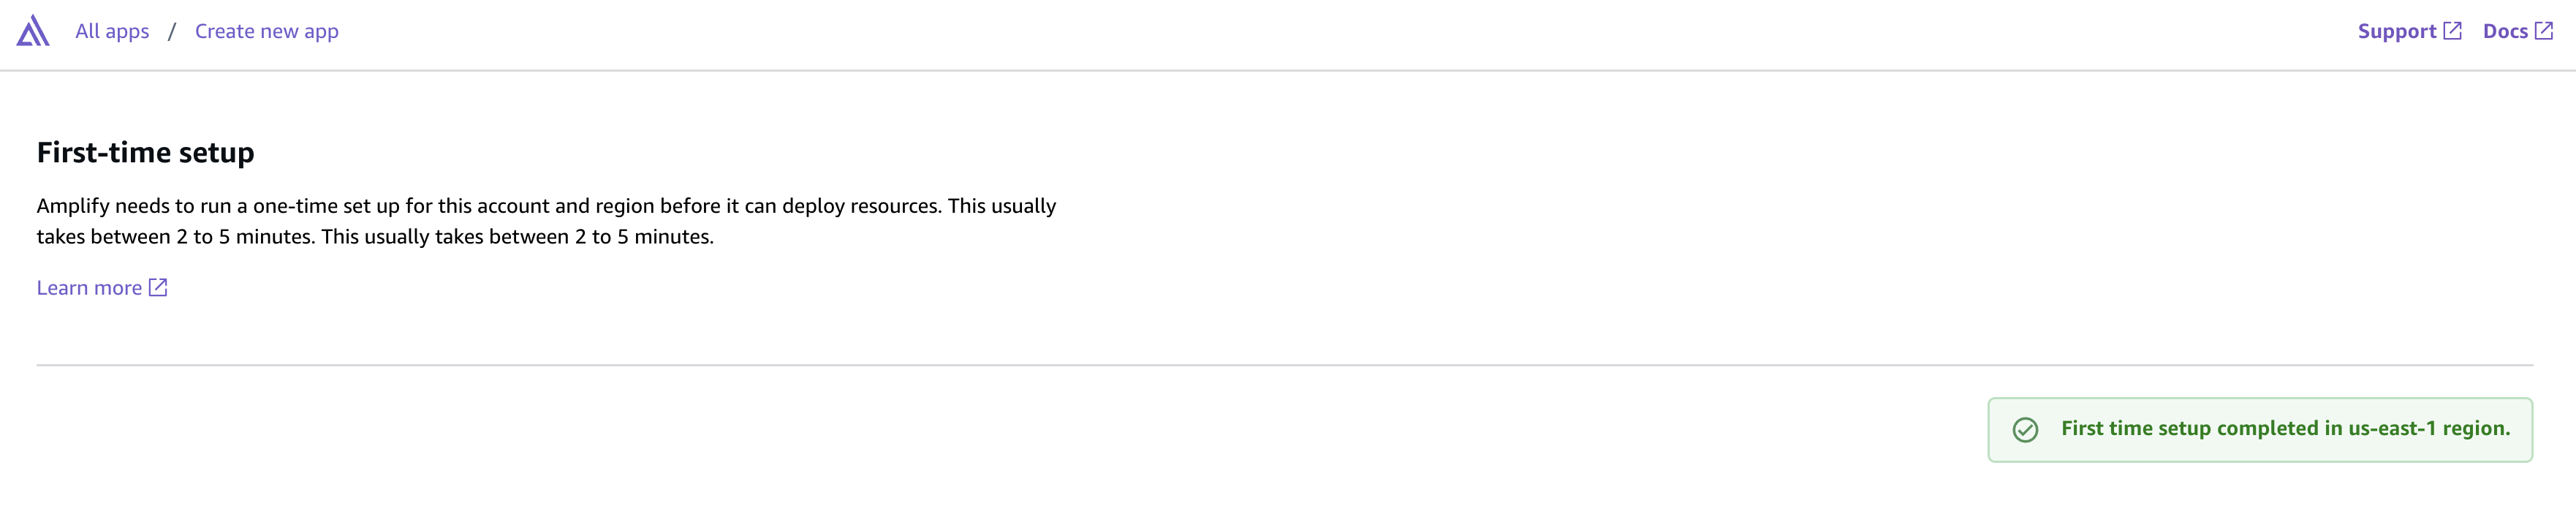 All apps / Create new app
Support Docs
First-time setup
Amplify needs to run a one-time set up for this account and region before it can deploy resources. This usually
takes between 2 to 5 minutes. This usually takes between 2 to 5 minutes.
Learn more
First time setup completed in us-east-1 region.